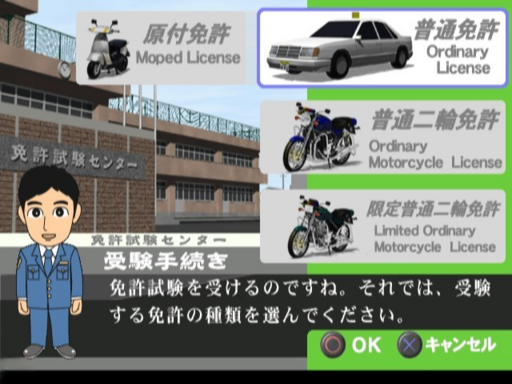 原付免許
Moped License
普通免許
Ordinary
License
普通二輪免許
Ordinary
Motorcycle License
限定普通二輪免許
Limited Ordinary
Motorcycle License
免許試験センター
免許試験センター
受験手続き
免許試験を受けるのですね。それでは、受験
する免許の種類を選んでください。
OK キャンセル